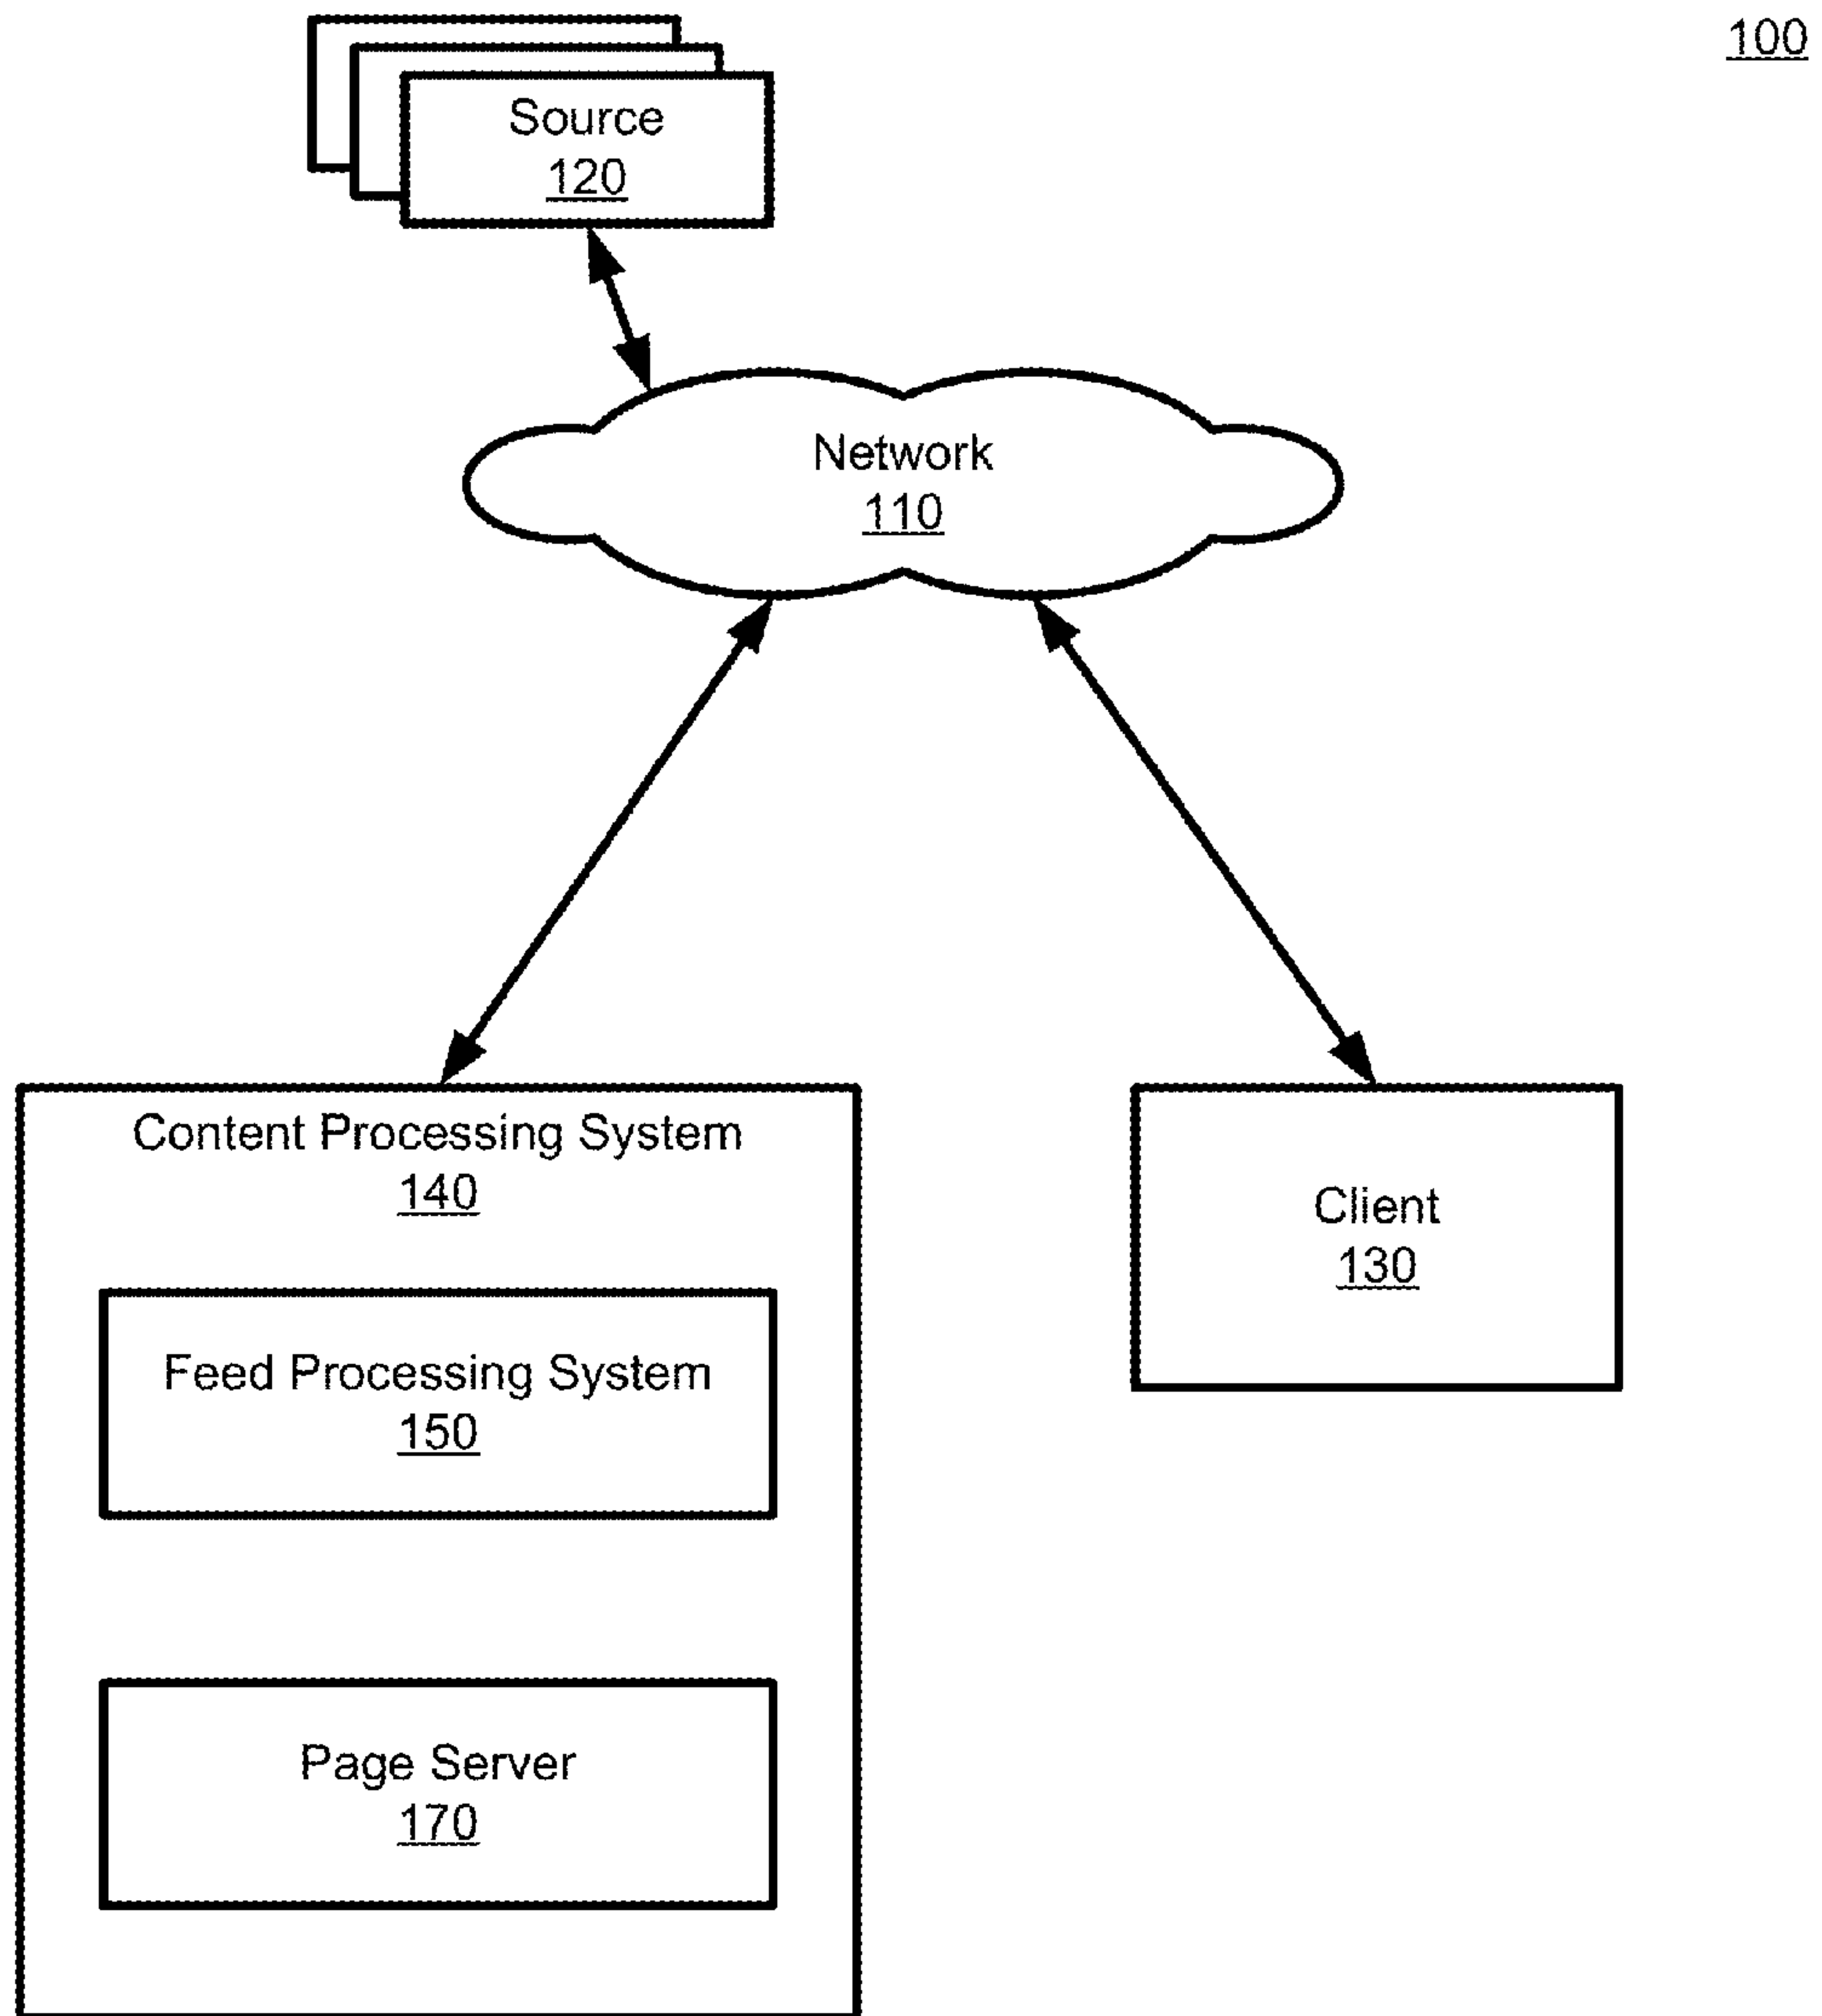 100
Source
120
Network
110
Content Processing System
140
Client
130
Feed Processing System
150
Page Server
170